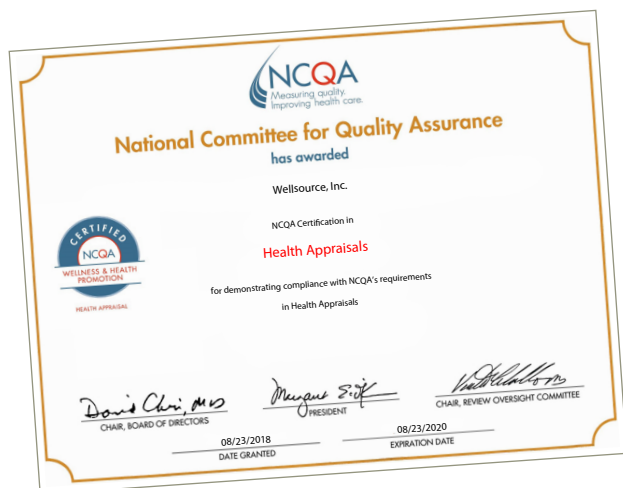 NCQA
Measuring quality.
Improving health care.
National Committee for Quality Assurance
has awarded
Wellsource, Inc.
NCQA Certification in
Health Appraisals
for demonstrating compliance with NCQA's requirements
in Health Appraisals
CERTIFIED
NCQA
WELLNESS & HEALTH
PROMOTION
HEALTH APPRAISAL
CHAIR, BOARD OF DIRECTORS
PRESIDENT
CHAIR, REVIEW OVERSIGHT COMMITTEE
08/23/2018
DATE GRANTED
08/23/2020
EXPIRATION DATE